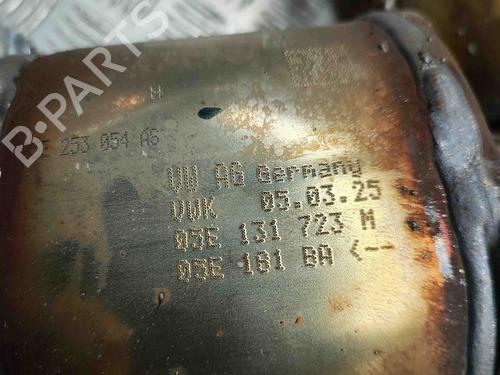 M
253 054 AG
VW AG Germany
VWK 05.03.25
05E 131 723 M
05E 181 BA <--
B-PARTS